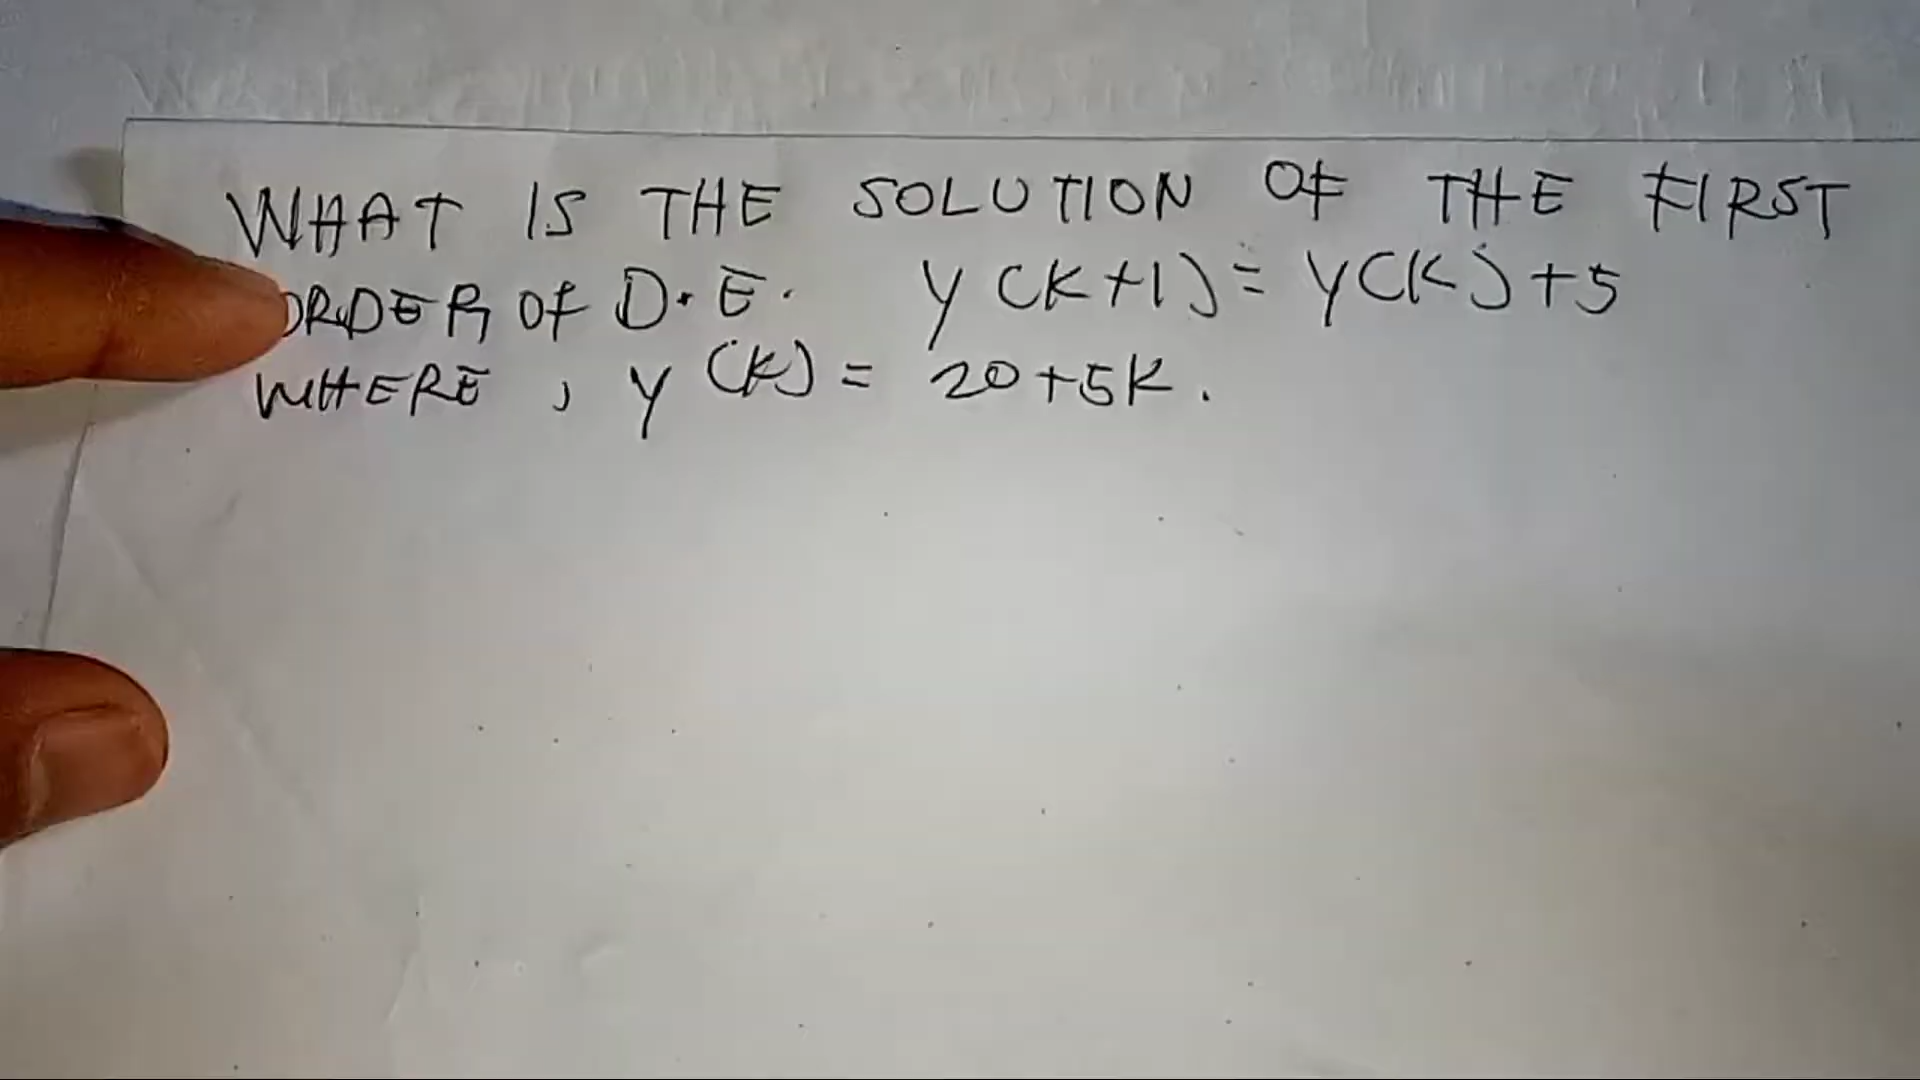 WHAT IS THE SOLUTION OF THE FIRST
ORDER OF D.E. Y(K+1) = Y(K)+5
WHERE, Y(K) = 20+5K.